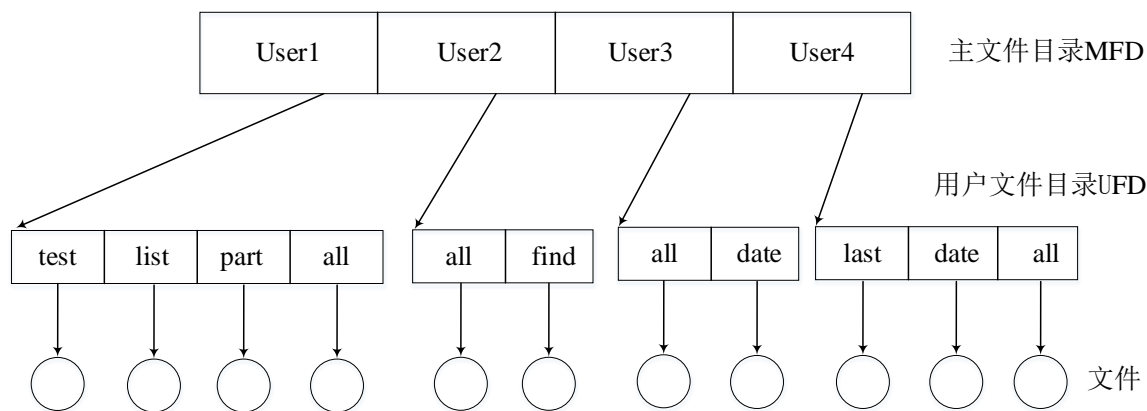 User1 User2 User3 User4 主文件目录MFD
用户文件目录UFD
test list part all all find all date last date all
文件